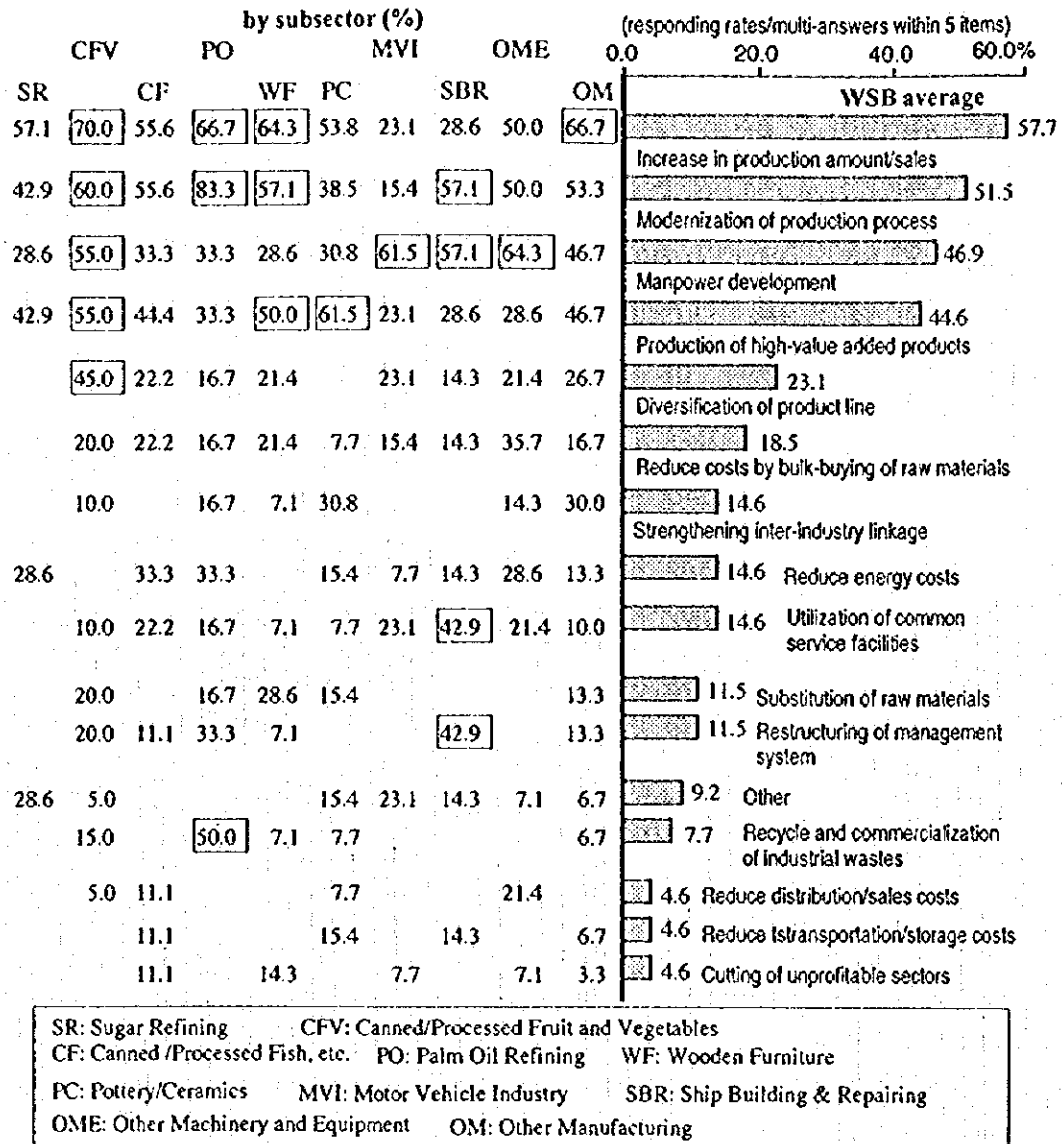 by subsector (%)
(responding rates/multi-answers within 5 items)
CFV PO MVI OME 0.0 20.0 40.0 60.0%
SR CF WF PC SBR OM WSB average
57.1 70.0 55.6 66.7 64.3 53.8 23.1 28.6 50.0 66.7 57.7
Increase in production amount/sales
42.9 60.0 55.6 83.3 57.1 38.5 15.4 57.1 50.0 53.3 51.5
Modernization of production process
28.6 55.0 33.3 33.3 28.6 30.8 61.5 57.1 64.3 46.7 46.9
Manpower development
42.9 55.0 44.4 33.3 50.0 61.5 23.1 28.6 28.6 46.7 44.6
Production of high-value added products
45.0 22.2 16.7 21.4 23.1 14.3 21.4 26.7 23.1
Diversification of product line
20.0 22.2 16.7 21.4 7.7 15.4 14.3 35.7 16.7 18.5
Reduce costs by bulk-buying of raw materials
10.0 16.7 7.1 30.8 14.3 30.0 14.6
Strengthening inter-industry linkage
28.6 33.3 33.3 15.4 7.7 14.3 28.6 13.3 14.6 Reduce energy costs
10.0 22.2 16.7 7.1 7.7 23.1 42.9 21.4 10.0 14.6 Utilization of common
service facilities
20.0 16.7 28.6 15.4 13.3 11.5 Substitution of raw materials
20.0 11.1 33.3 7.1 42.9 13.3 11.5 Restructuring of management
system
28.6 5.0 15.4 23.1 14.3 7.1 6.7 9.2 Other
15.0 50.0 7.1 7.7 6.7 7.7 Recycle and commercialization
of industrial wastes
5.0 11.1 7.7 21.4 4.6 Reduce distribution/sales costs
11.1 15.4 14.3 6.7 4.6 Reduce tstransportation/storage costs
11.1 14.3 7.7 7.1 3.3 4.6 Cutting of unprofitable sectors
SR: Sugar Refining CFV: Canned/Processed Fruit and Vegetables
CF: Canned /Processed Fish, etc. PO: Palm Oil Refining WF: Wooden Furniture
PC: Pottery/Ceramics MVI: Motor Vehicle Industry SBR: Ship Building & Repairing
OME: Other Machinery and Equipment OM: Other Manufacturing